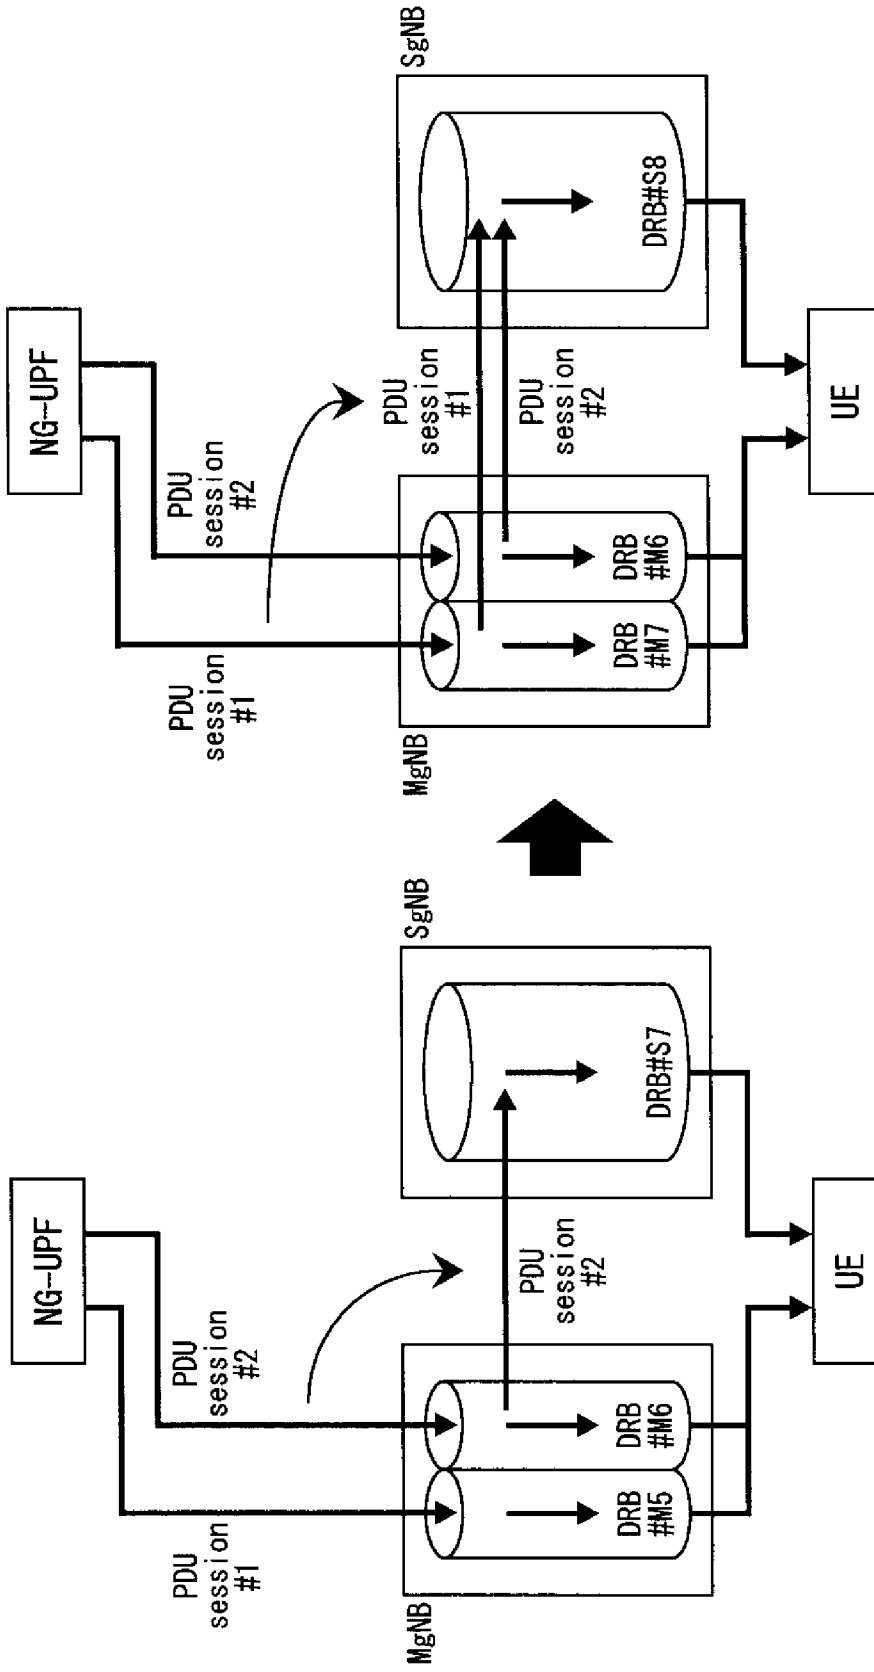 NG-UPF
PDU
session
#1
PDU
session
#2
MgNB
DRB
#M5
DRB
#M6
PDU
session
#2
SgNB
DRB#S7
UE
NG-UPF
PDU
session
#1
PDU
session
#2
MgNB
DRB
#M7
DRB
#M6
PDU
session
#1
PDU
session
#2
SgNB
DRB#S8
UE